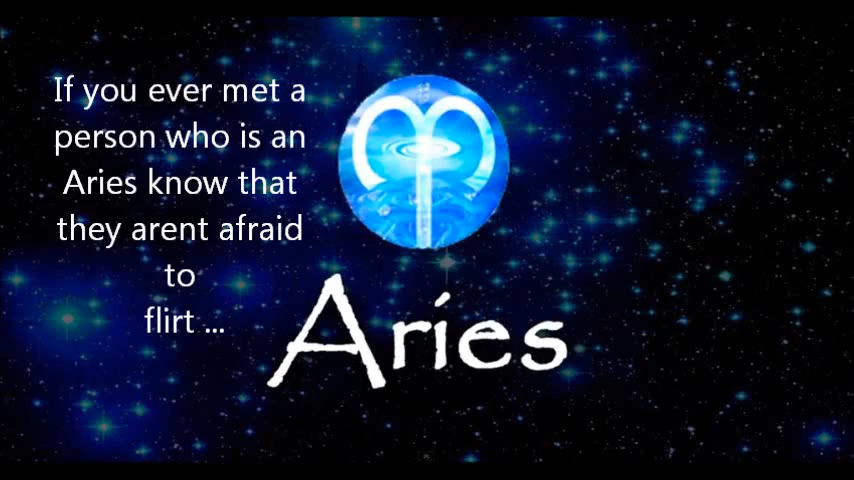 If you ever met a
person who is an
Aries know that
they arent afraid
to
flirt ...
Aries